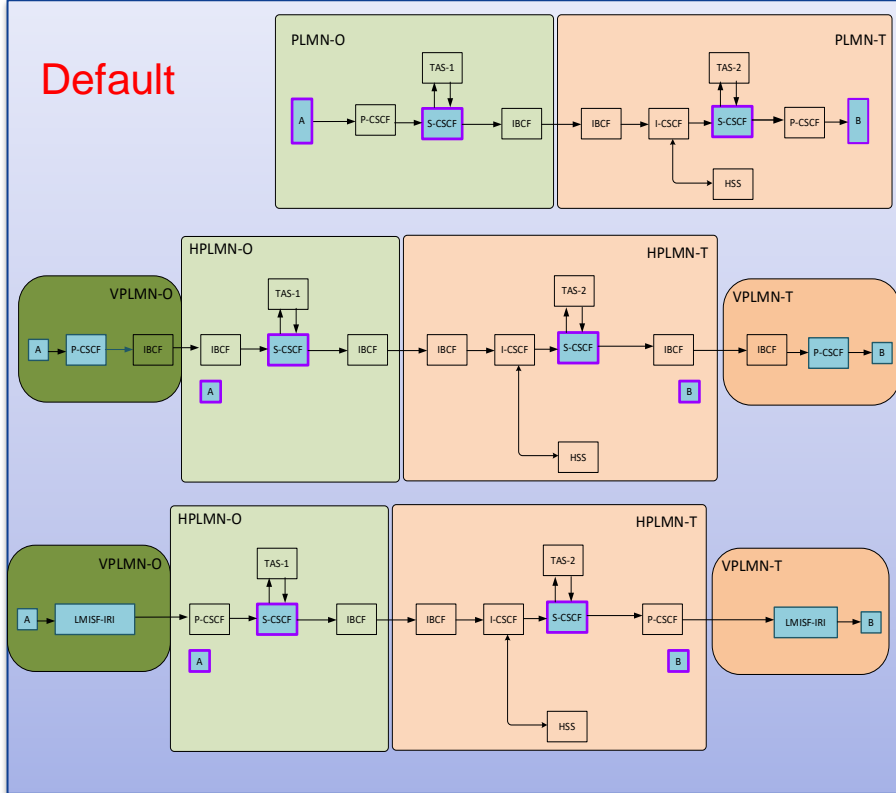 Default
PLMN-O
PLMN-T
TAS-1
TAS-2
A
P-CSCF
S-CSCF
IBCF
IBCF
I-CSCF
S-CSCF
P-CSCF
B
HSS
HPLMN-O
HPLMN-T
VPLMN-O
VPLMN-T
TAS-1
TAS-2
A
P-CSCF
IBCF
IBCF
S-CSCF
IBCF
IBCF
I-CSCF
S-CSCF
IBCF
IBCF
P-CSCF
B
A
B
HSS
HPLMN-O
HPLMN-T
VPLMN-O
VPLMN-T
TAS-1
TAS-2
A
LMISF-IRI
P-CSCF
S-CSCF
IBCF
IBCF
I-CSCF
S-CSCF
P-CSCF
LMISF-IRI
B
A
B
HSS